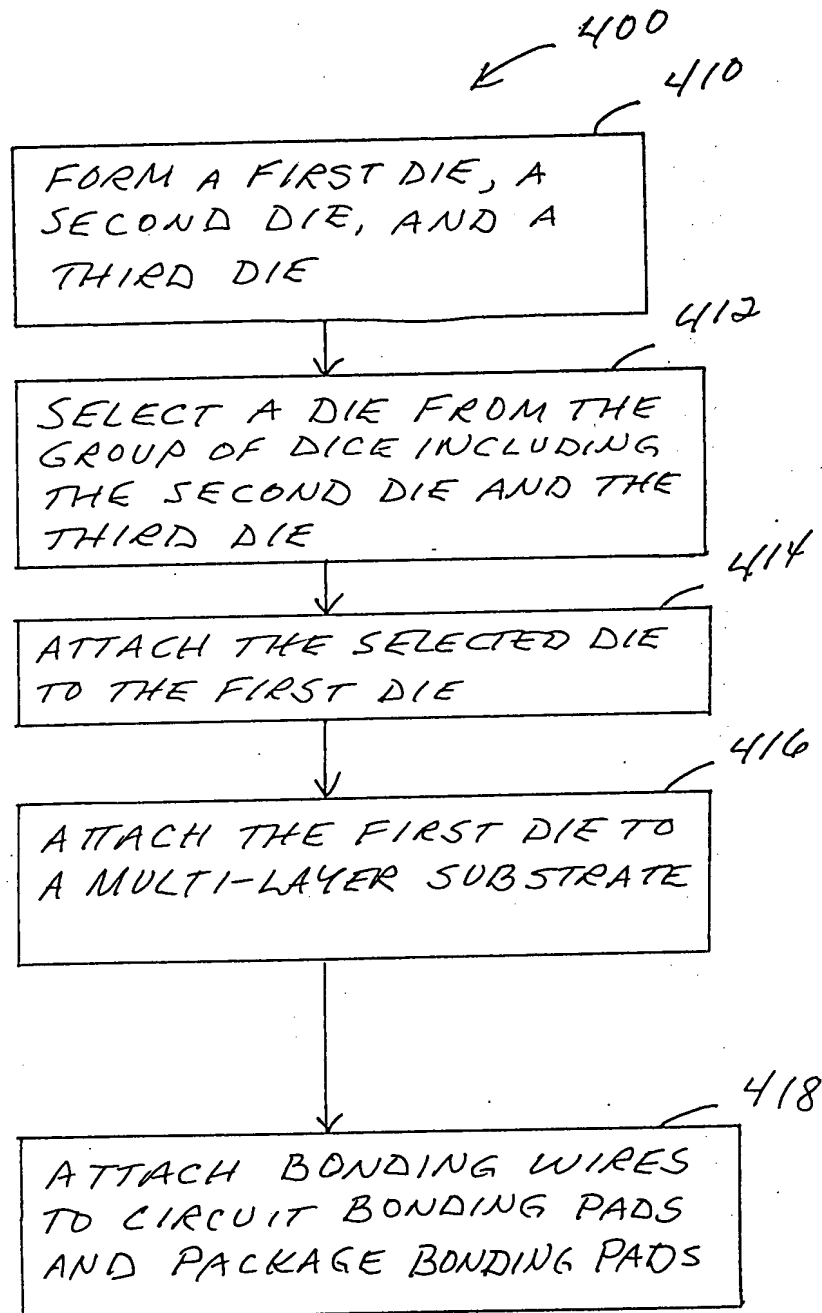 400
410
FORM A FIRST DIE, A
SECOND DIE, AND A
THIRD DIE
412
SELECT A DIE FROM THE
GROUP OF DICE INCLUDING
THE SECOND DIE AND THE
THIRD DIE
414
ATTACH THE SELECTED DIE
TO THE FIRST DIE
416
ATTACH THE FIRST DIE TO
A MULTI-LAYER SUBSTRATE
418
ATTACH BONDING WIRES
TO CIRCUIT BONDING PADS
AND PACKAGE BONDING PADS